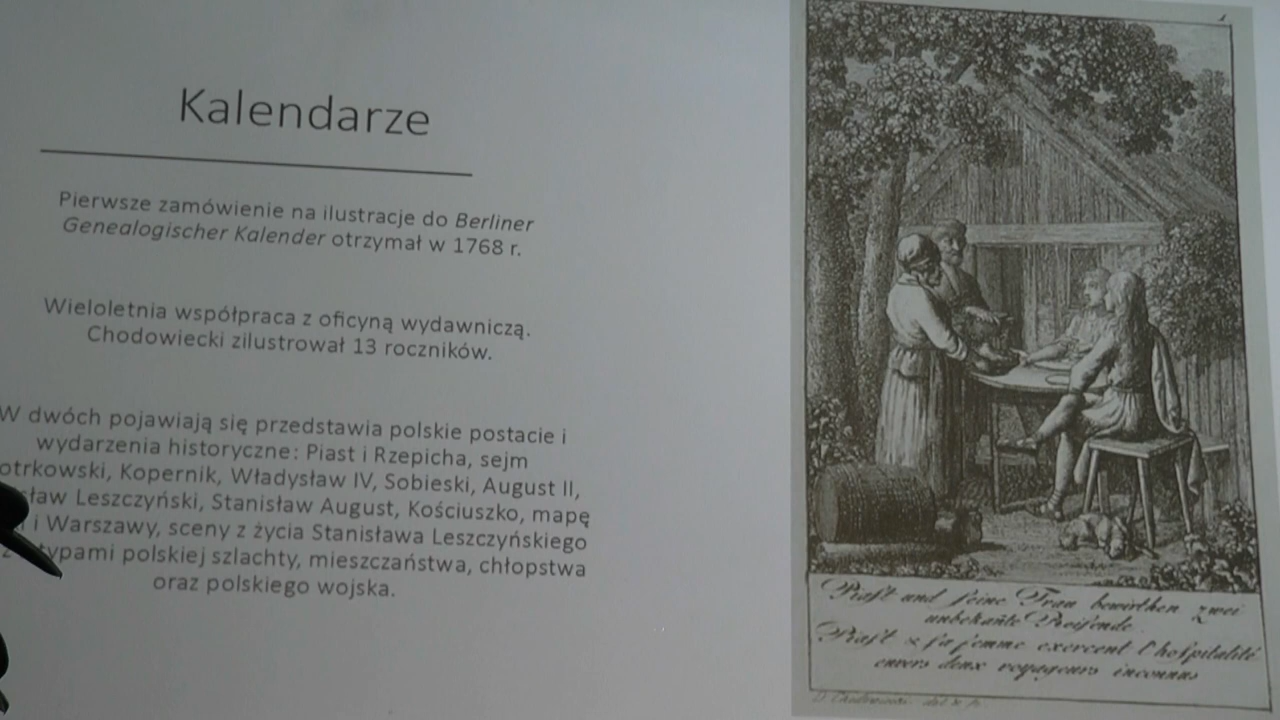 Kalendarze
Pierwsze zamówienie na ilustracje do Berliner
Genealogischer Kalender otrzymał w 1768 r.
Wieloletnia współpraca z oficyną wydawniczą.
Chodowiecki zilustrował 13 roczników.
W dwóch pojawiają się przedstawia polskie postacie i
wydarzenia historyczne: Piast i Rzepicha, sejm
otrkowski, Kopernik, Władysław IV, Sobieski, August II,
sław Leszczyński, Stanisław August, Kościuszko, mapę
i Warszawy, sceny z życia Stanisława Leszczyńskiego
z typami polskiej szlachty, mieszczaństwa, chłopstwa
oraz polskiego wojska.
1
Piast und seine Frau bewirthen zwei
unbekañte Reisende
Piast & sa femme exercent l'hospitalité
envers deux voyageurs inconnus